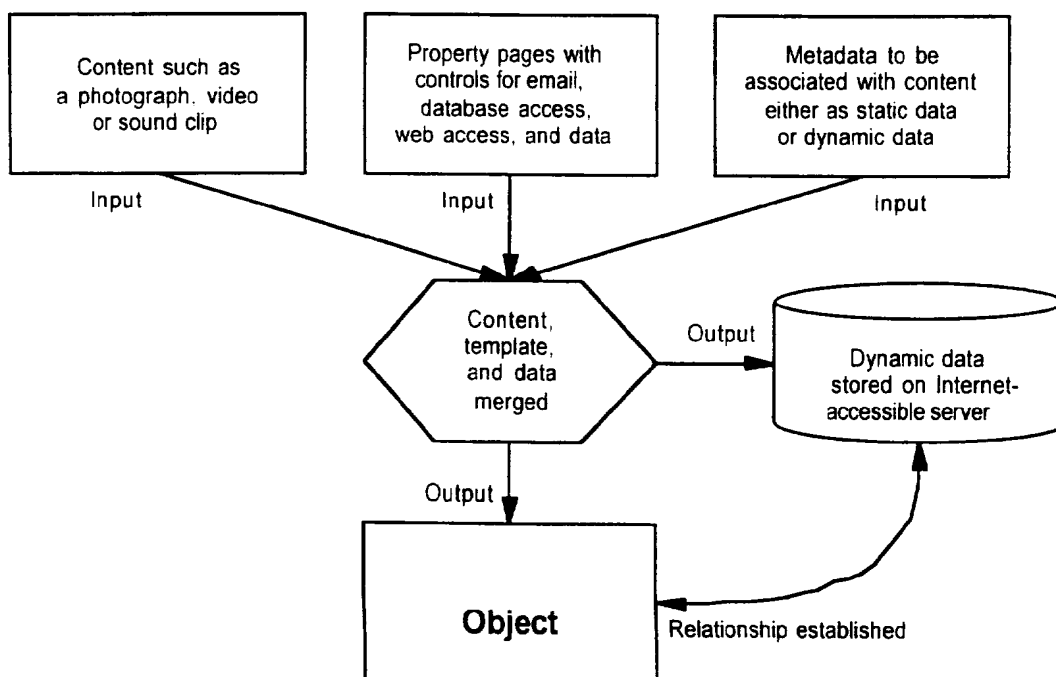 Content such as
a photograph. video
or sound clip
Property pages with
controls for email,
database access,
web access, and data
Metadata to be
associated with content
either as static data
or dynamic data
Input
Input
Input
Content,
template,
and data
merged
Output
Dynamic data
stored on Internet-
accessible server
Output
Object
Relationship established